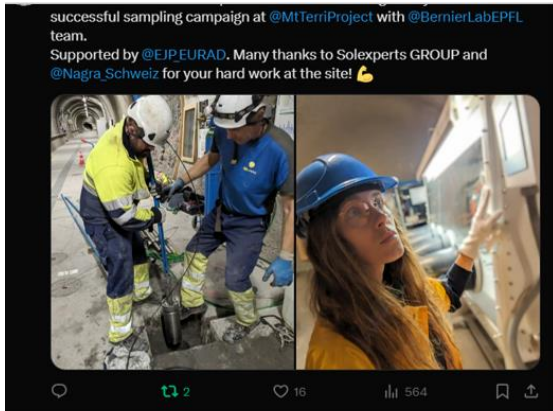 successful sampling campaign at @MtTerriProject with @BernierLabEPFL
team.
Supported by @EJP_EURAD. Many thanks to Solexperts GROUP and
@Nagra_Schweiz for your hard work at the site! 💪
2 16 564